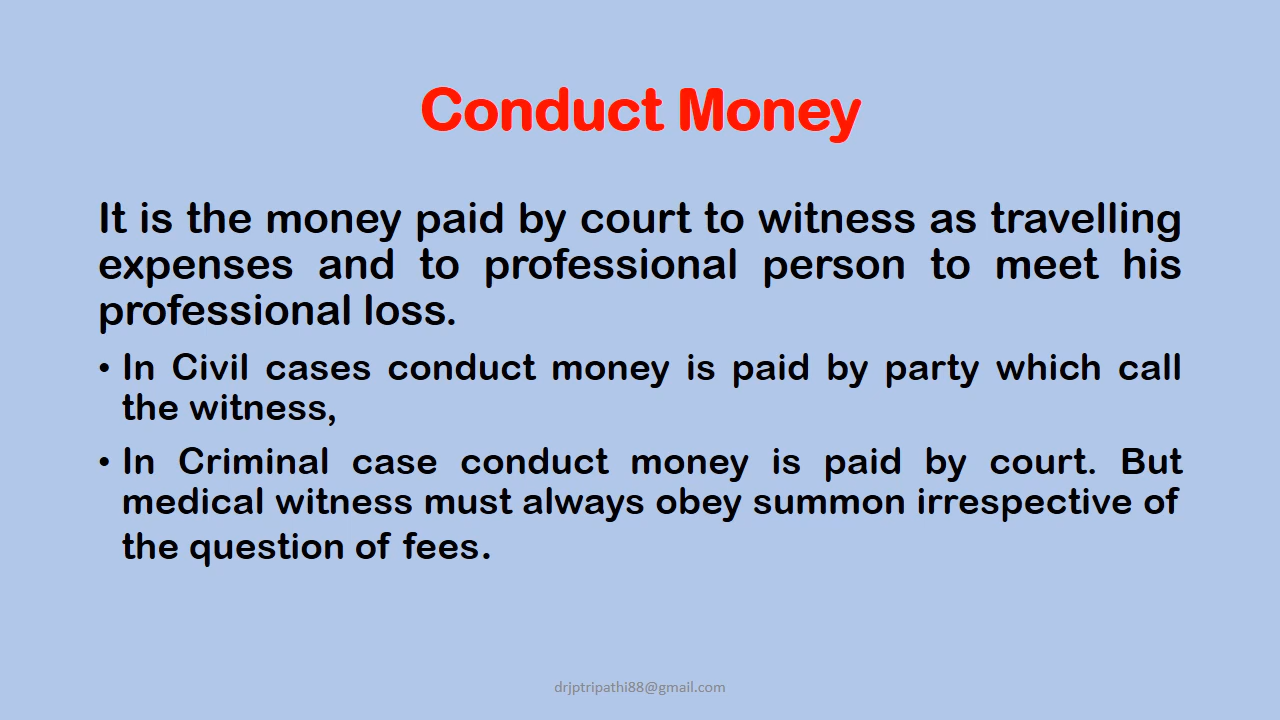 Conduct Money
It is the money paid by court to witness as travelling
expenses and to professional person to meet his
professional loss.
• In Civil cases conduct money is paid by party which call
the witness,
• In Criminal case conduct money is paid by court. But
medical witness must always obey summon irrespective of
the question of fees.
drjptripathi88@gmail.com